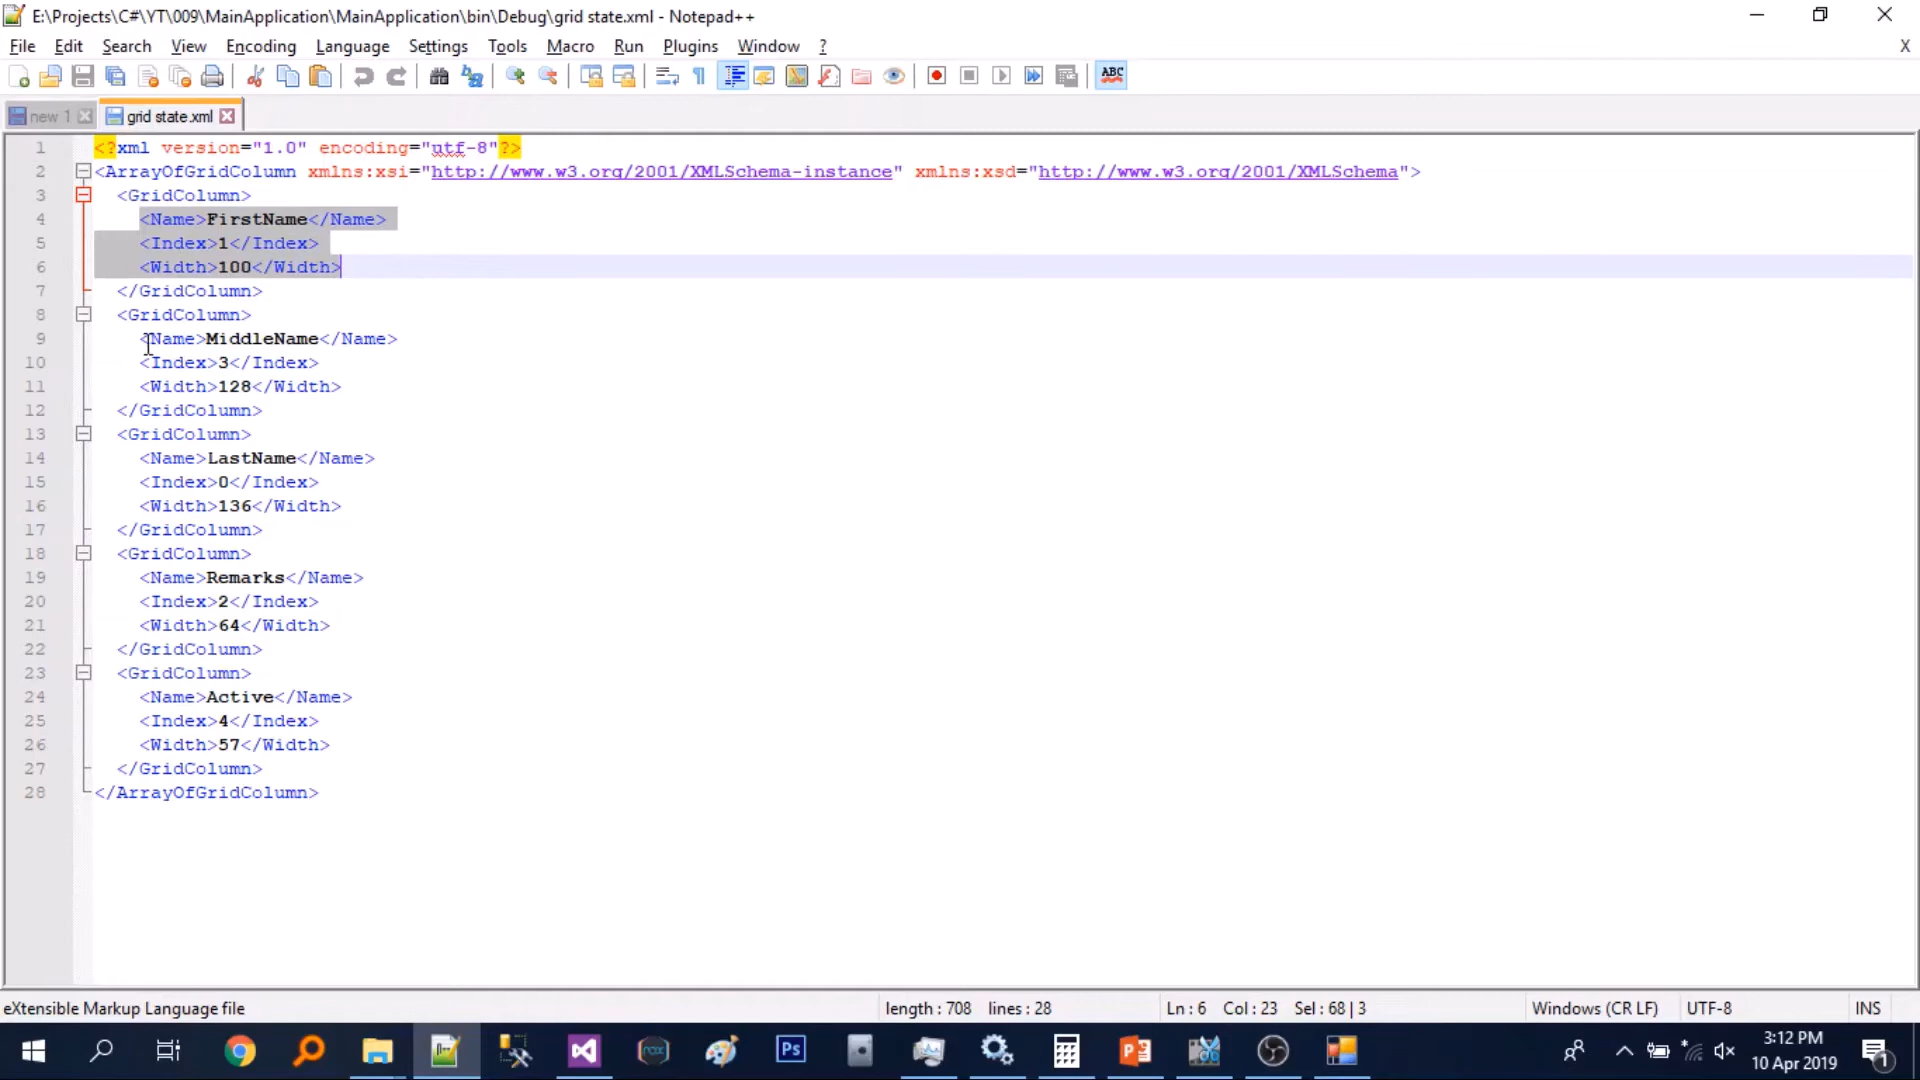 E:\Projects\C#\YT\009\MainApplication\MainApplication\bin\Debug\grid state.xml - Notepad++
File Edit Search View Encoding Language Settings Tools Macro Run Plugins Window ? X
ABC
new 1 grid state.xml
1 <?xml version="1.0" encoding="utf-8"?>
2 <ArrayOfGridColumn xmlns:xsi="http://www.w3.org/2001/XMLSchema-instance" xmlns:xsd="http://www.w3.org/2001/XMLSchema">
3 <GridColumn>
4 <Name>FirstName</Name>
5 <Index>1</Index>
6 <Width>100</Width>
7 </GridColumn>
8 <GridColumn>
9 <Name>MiddleName</Name>
10 <Index>3</Index>
11 <Width>128</Width>
12 </GridColumn>
13 <GridColumn>
14 <Name>LastName</Name>
15 <Index>0</Index>
16 <Width>136</Width>
17 </GridColumn>
18 <GridColumn>
19 <Name>Remarks</Name>
20 <Index>2</Index>
21 <Width>64</Width>
22 </GridColumn>
23 <GridColumn>
24 <Name>Active</Name>
25 <Index>4</Index>
26 <Width>57</Width>
27 </GridColumn>
28 </ArrayOfGridColumn>
eXtensible Markup Language file length : 708 lines : 28 Ln : 6 Col : 23 Sel : 68 | 3 Windows (CR LF) UTF-8 INS
nox Ps 3:12 PM
10 Apr 2019 1